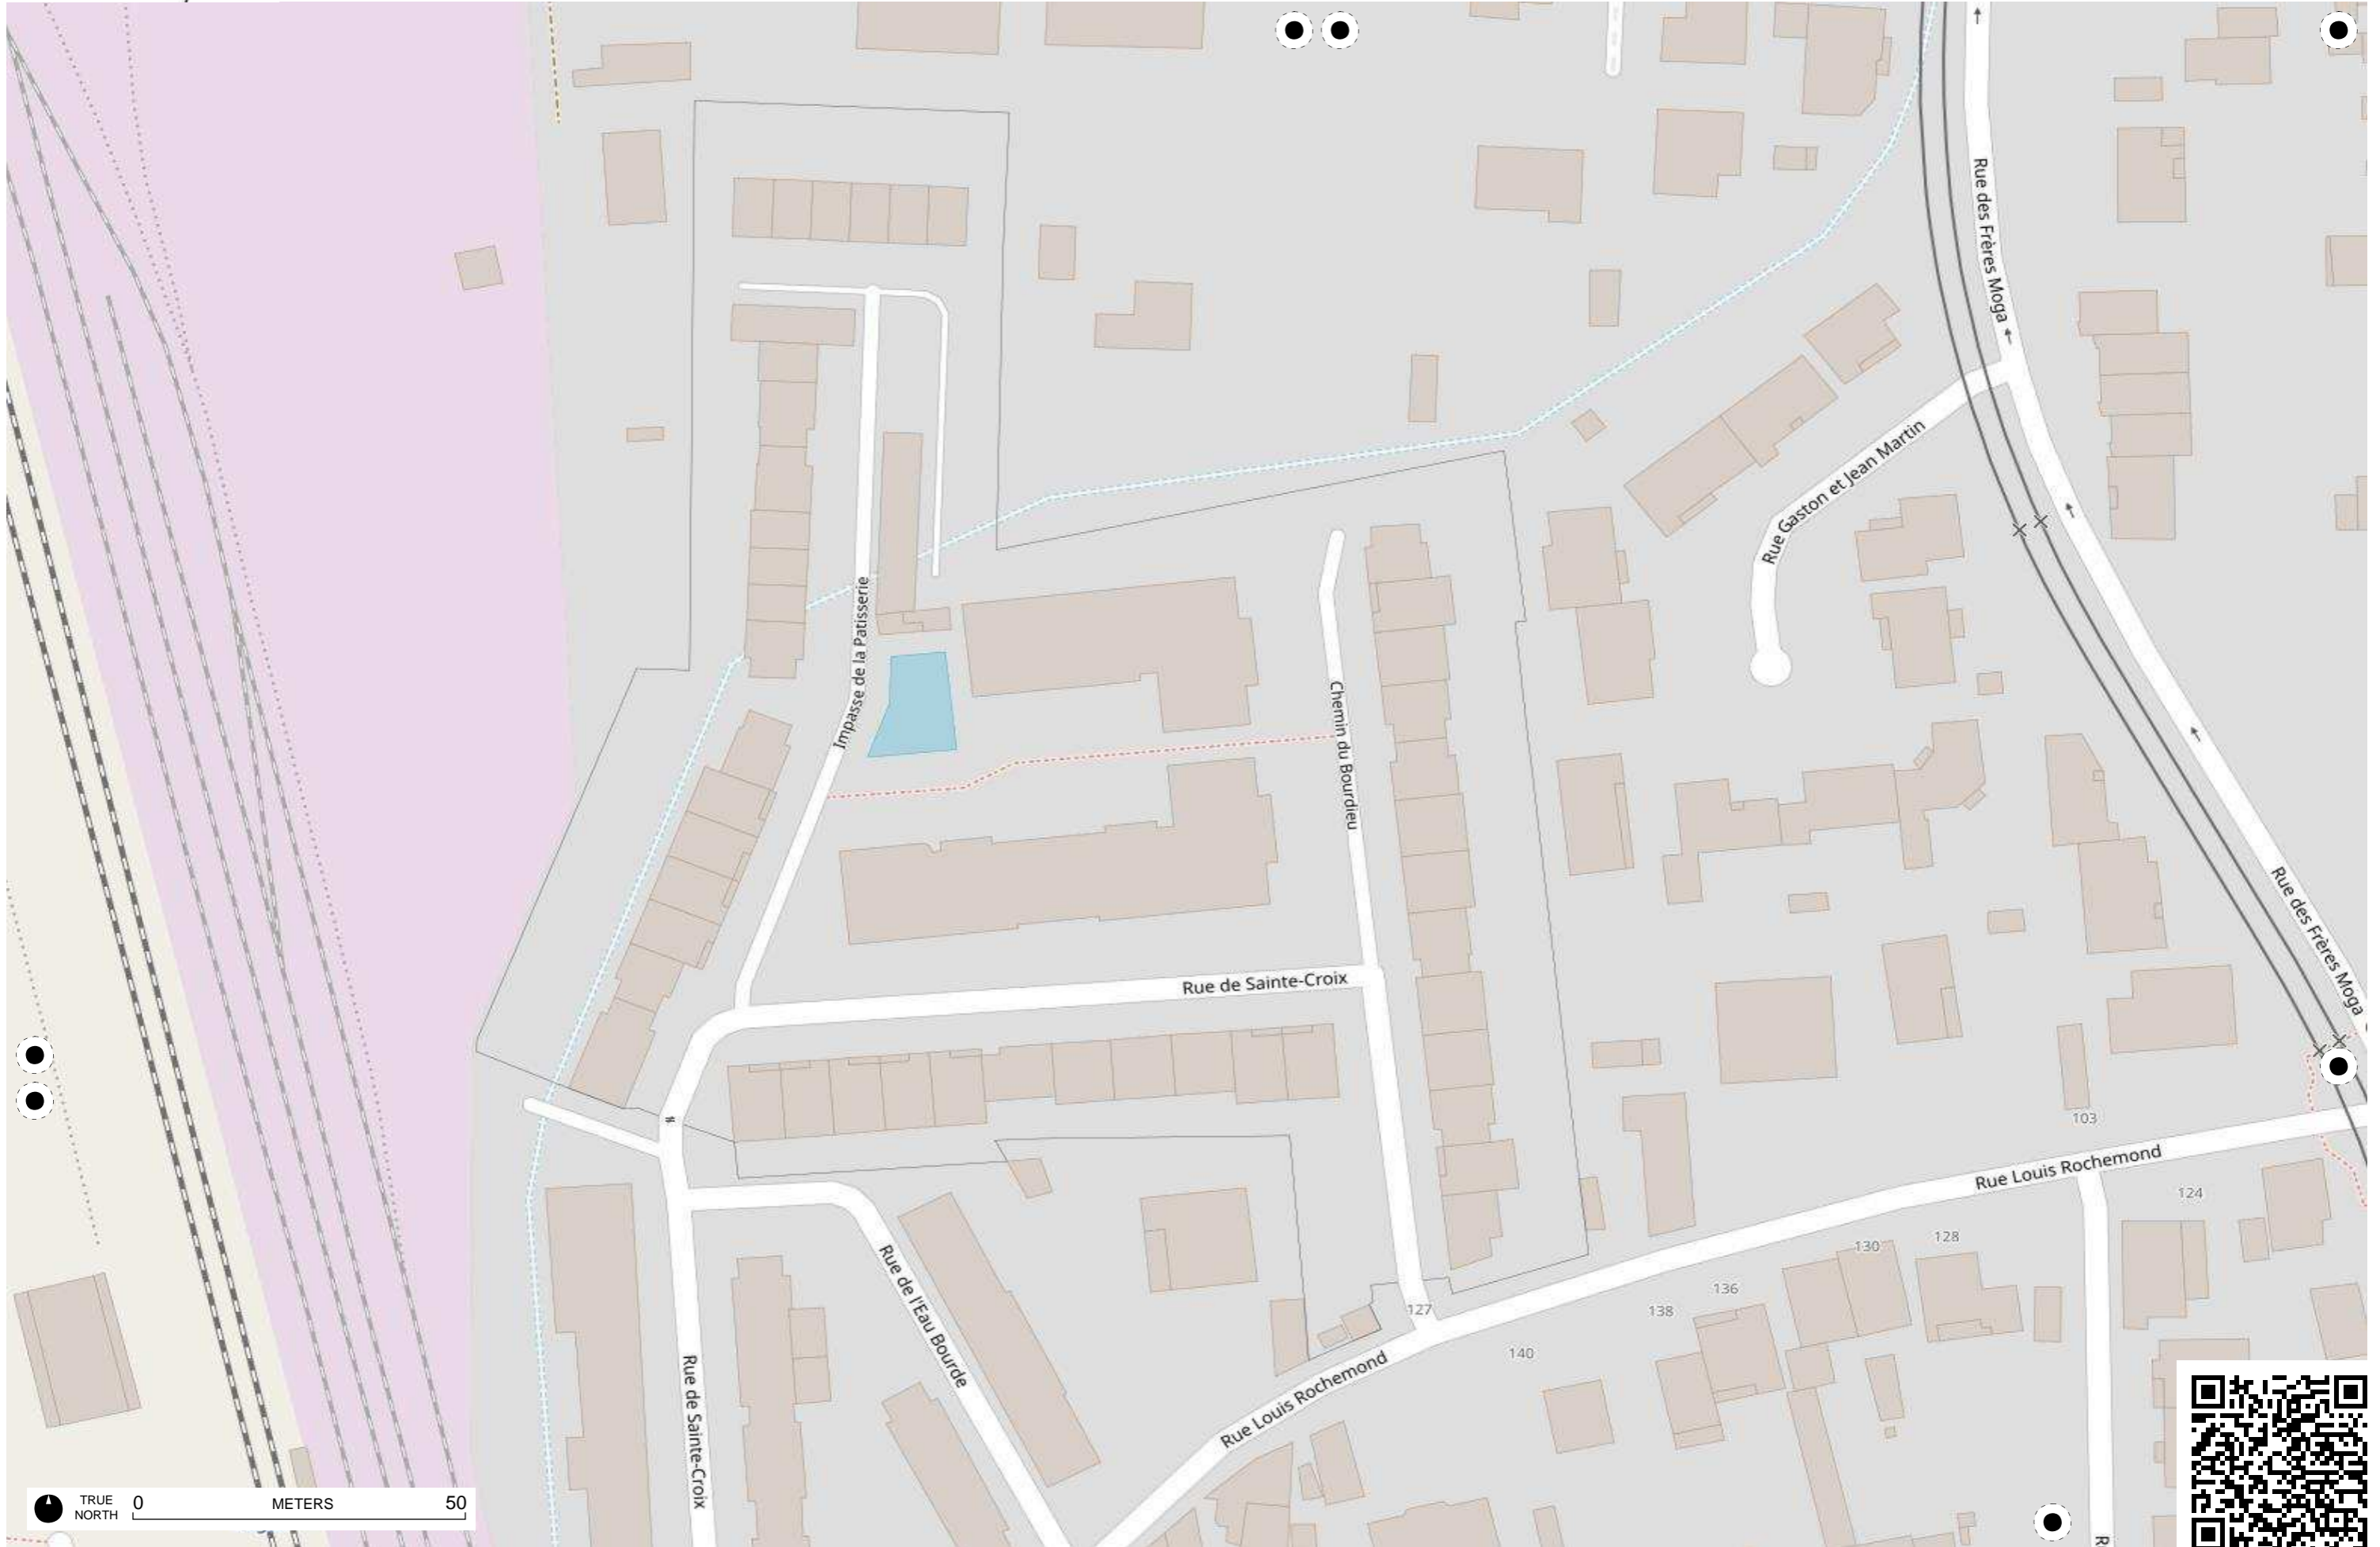 Rue des Frères Moga
Rue Gaston et Jean Martin
Impasse de la Patisserie
Chemin du Bourdieu
Rue des Frères Moga
Rue de Sainte-Croix
103
Rue Louis Rochemond
124
128
130
136
127
138
140
Rue de l'Eau Bourde
Rue Louis Rochemond
Rue de Sainte-Croix
TRUE NORTH
0 METERS 50
R